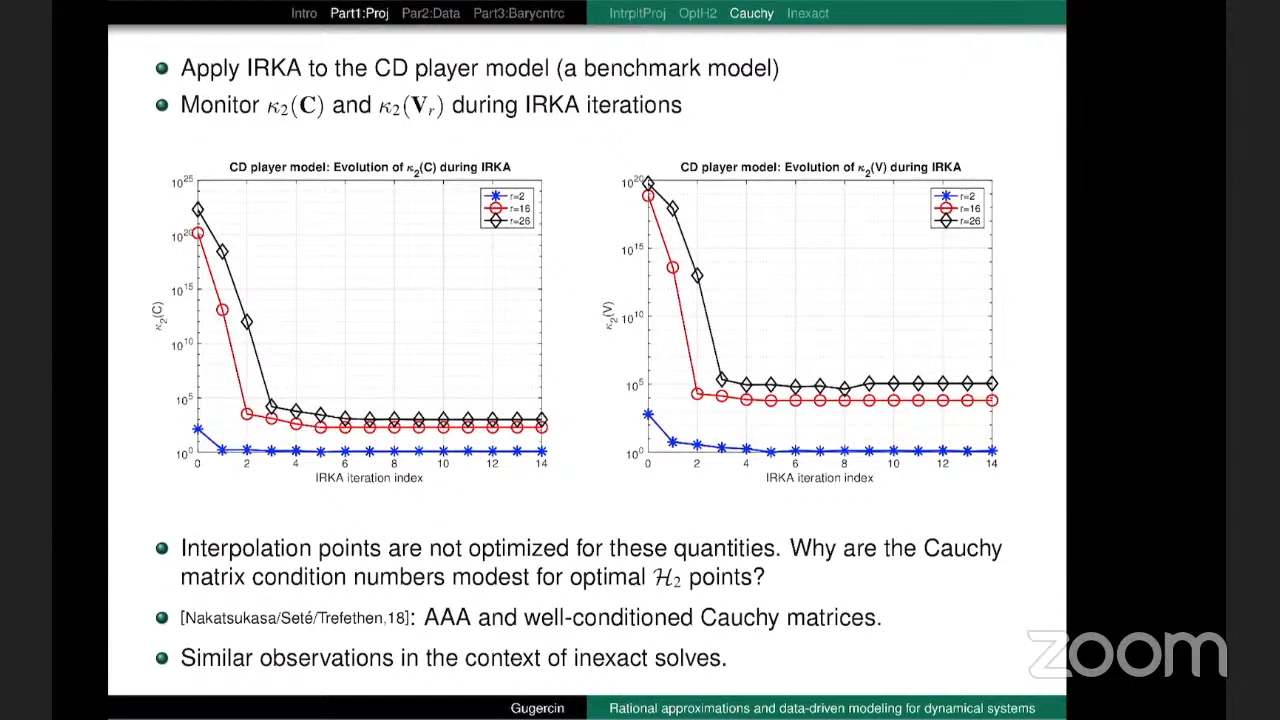 Intro Part1:Proj Par2:Data Part3:Barycntrc IntrpltProj OptH2 Cauchy Inexact
Apply IRKA to the CD player model (a benchmark model)
Monitor κ₂(C) and κ₂(Vᵣ) during IRKA iterations
CD player model: Evolution of κ₂(C) during IRKA
10²⁵
10²⁰
10¹⁵
10¹⁰
10⁵
10⁰
κ₂(C)
r=2
r=16
r=26
0 2 4 6 8 10 12 14
IRKA iteration index
CD player model: Evolution of κ₂(V) during IRKA
10²⁰
10¹⁵
10¹⁰
10⁵
10⁰
κ₂(V)
r=2
r=16
r=26
0 2 4 6 8 10 12 14
IRKA iteration index
Interpolation points are not optimized for these quantities. Why are the Cauchy
matrix condition numbers modest for optimal ℋ₂ points?
[Nakatsukasa/Seté/Trefethen,18]: AAA and well-conditioned Cauchy matrices.
Similar observations in the context of inexact solves.
zoom
Gugercin Rational approximations and data-driven modeling for dynamical systems